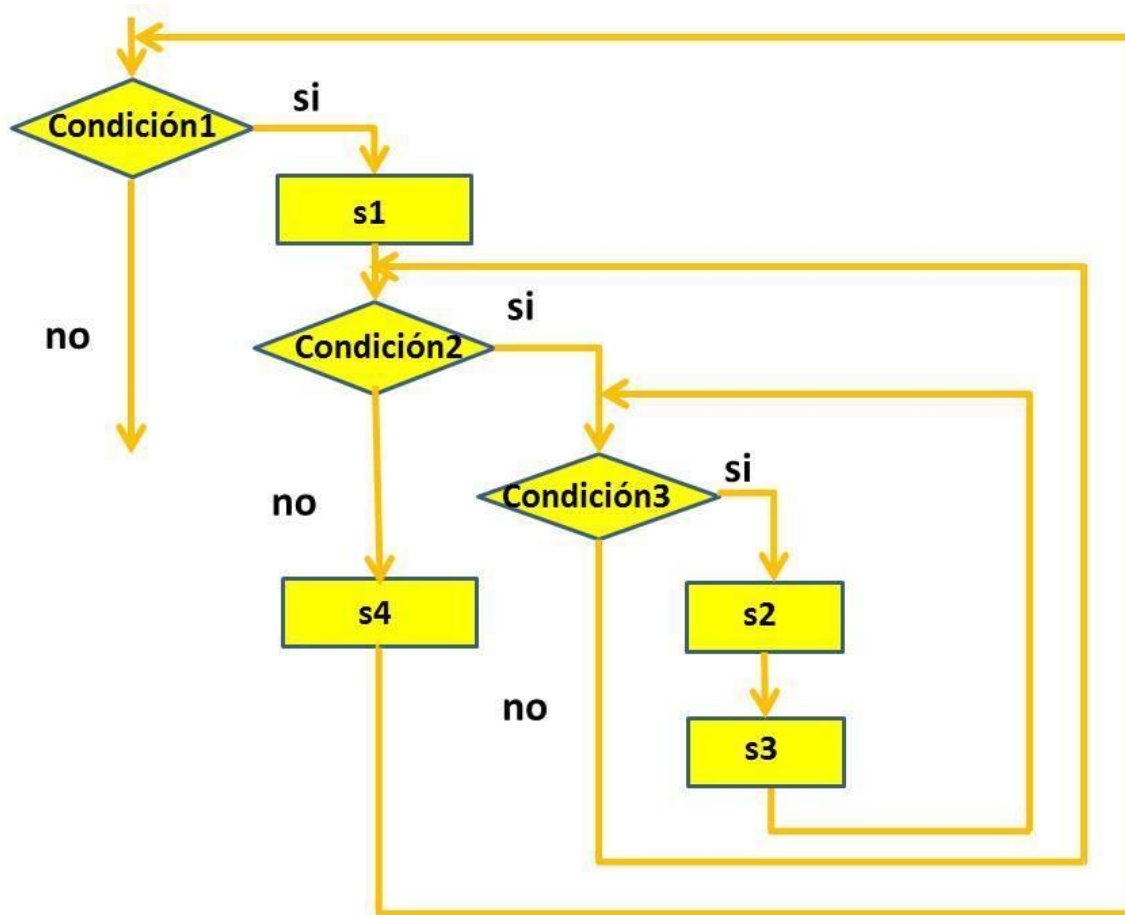 si
Condición1
s1
si
no
Condición2
si
Condición3
no
s4
s2
no
s3